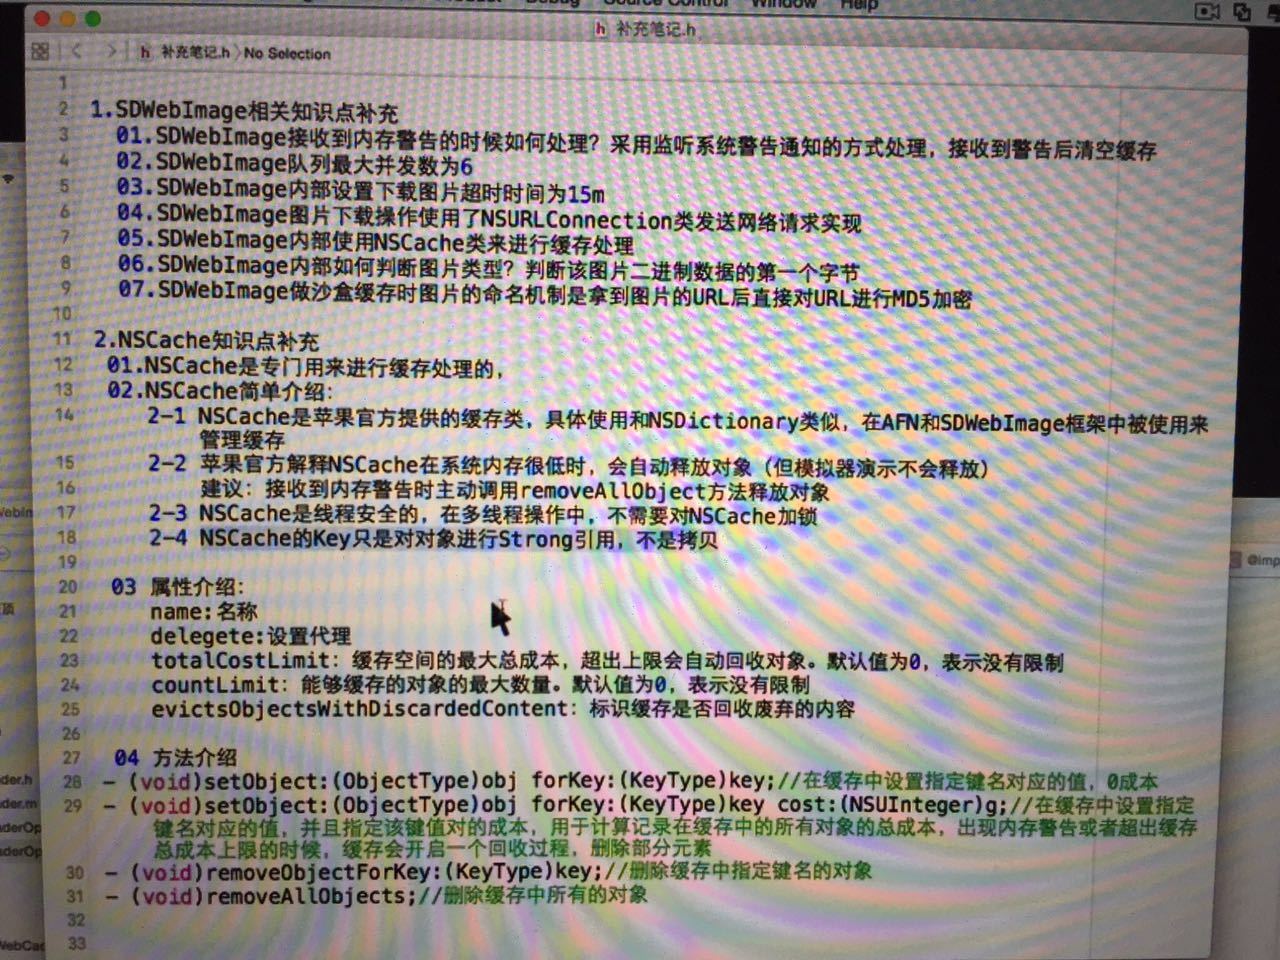 Debug
Source Control
Window
Help
h 补充笔记.h
h 补充笔记.h No Selection
1
2 1.SDWebImage相关知识点补充
3 01.SDWebImage接收到内存警告的时候如何处理？采用监听系统警告通知的方式处理，接收到警告后清空缓存
4 02.SDWebImage队列最大并发数为6
5 03.SDWebImage内部设置下载图片超时时间为15m
6 04.SDWebImage图片下载操作使用了NSURLConnection类发送网络请求实现
7 05.SDWebImage内部使用NSCache类来进行缓存处理
8 06.SDWebImage内部如何判断图片类型？判断该图片二进制数据的第一个字节
9 07.SDWebImage做沙盒缓存时图片的命名机制是拿到图片的URL后直接对URL进行MD5加密
10
11 2.NSCache知识点补充
12 01.NSCache是专门用来进行缓存处理的，
13 02.NSCache简单介绍：
14 2-1 NSCache是苹果官方提供的缓存类，具体使用和NSDictionary类似，在AFN和SDWebImage框架中被使用来
管理缓存
15 2-2 苹果官方解释NSCache在系统内存很低时，会自动释放对象（但模拟器演示不会释放）
16 建议：接收到内存警告时主动调用removeAllObject方法释放对象
17 2-3 NSCache是线程安全的，在多线程操作中，不需要对NSCache加锁
18 2-4 NSCache的Key只是对对象进行Strong引用，不是拷贝
19
20 03 属性介绍：
21 name:名称
22 delegete:设置代理
23 totalCostLimit：缓存空间的最大总成本，超出上限会自动回收对象。默认值为0，表示没有限制
24 countLimit：能够缓存的对象的最大数量。默认值为0，表示没有限制
25 evictsObjectsWithDiscardedContent：标识缓存是否回收废弃的内容
26
27 04 方法介绍
28 - (void)setObject:(ObjectType)obj forKey:(KeyType)key;//在缓存中设置指定键名对应的值，0成本
29 - (void)setObject:(ObjectType)obj forKey:(KeyType)key cost:(NSUInteger)g;//在缓存中设置指定
键名对应的值，并且指定该键值对的成本，用于计算记录在缓存中的所有对象的总成本，出现内存警告或者超出缓存
总成本上限的时候，缓存会开启一个回收过程，删除部分元素
30 - (void)removeObjectForKey:(KeyType)key;//删除缓存中指定键名的对象
31 - (void)removeAllObjects;//删除缓存中所有的对象
32
33
@imp
der.h
der.m
derOp
derOp
WebCac